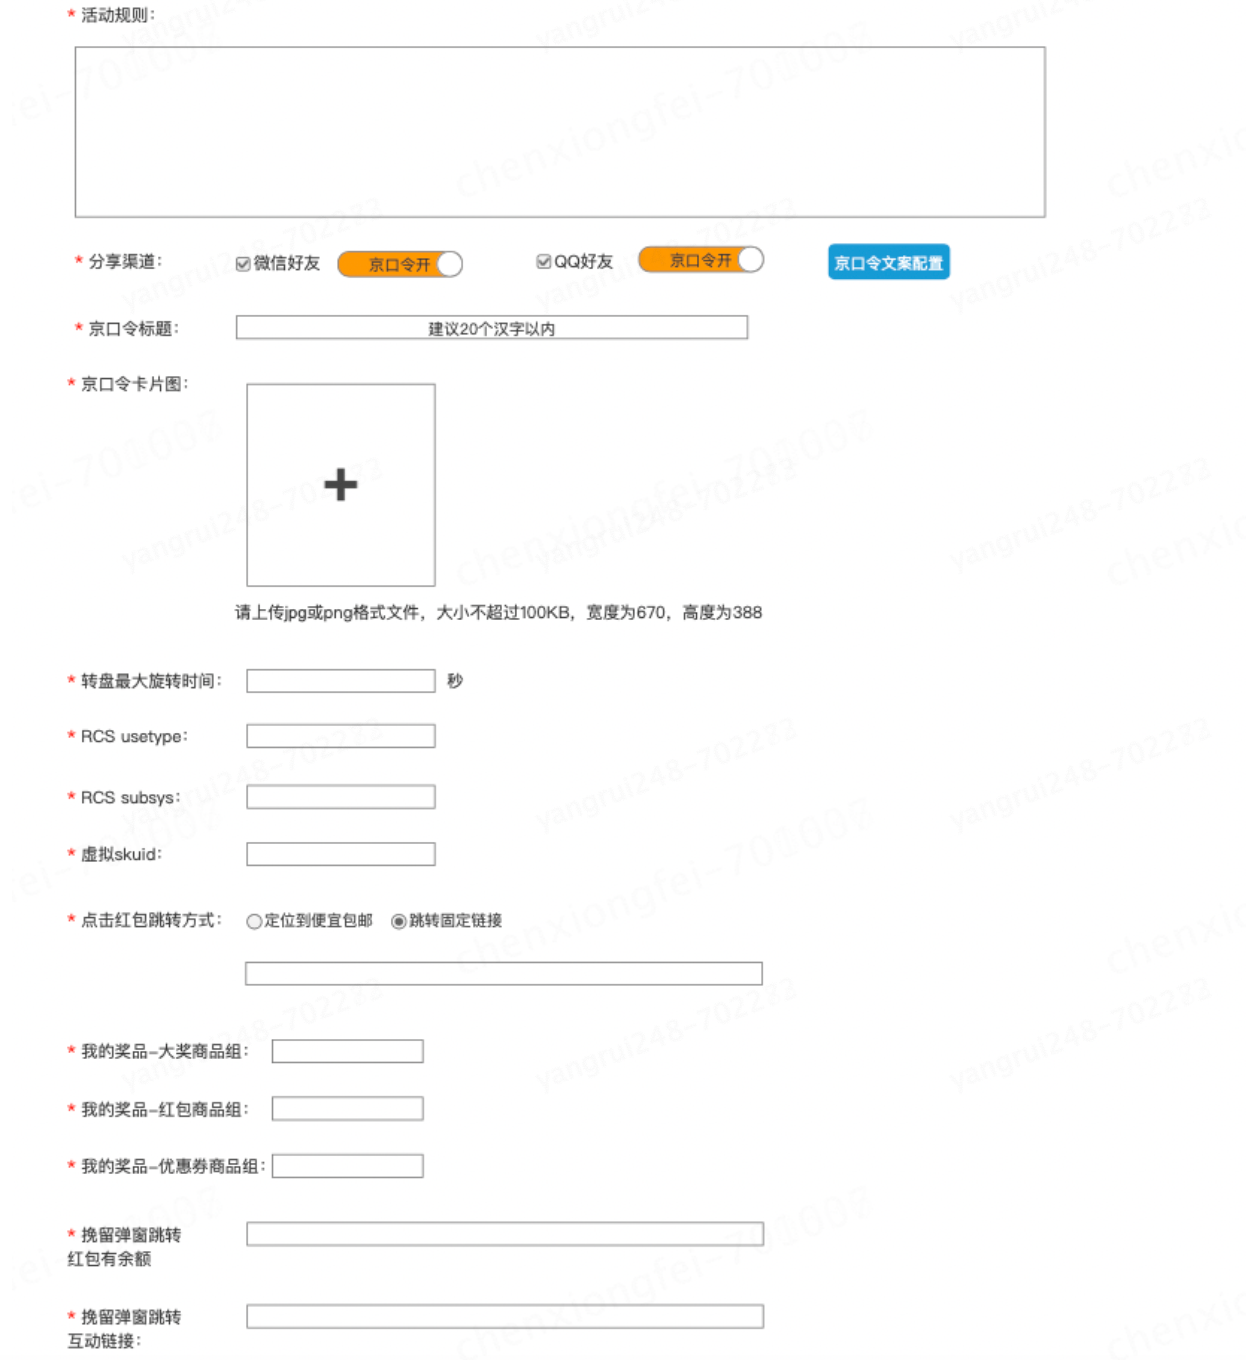 * 活动规则：
* 分享渠道： 微信好友 京口令开 QQ好友 京口令开 京口令文案配置
* 京口令标题： 建议20个汉字以内
* 京口令卡片图：
+
请上传jpg或png格式文件，大小不超过100KB，宽度为670，高度为388
* 转盘最大旋转时间： 秒
* RCS usetype：
* RCS subsys：
* 虚拟skuid：
* 点击红包跳转方式： 定位到便宜包邮 跳转固定链接
* 我的奖品-大奖商品组：
* 我的奖品-红包商品组：
* 我的奖品-优惠券商品组：
* 挽留弹窗跳转
红包有余额
* 挽留弹窗跳转
互动链接：